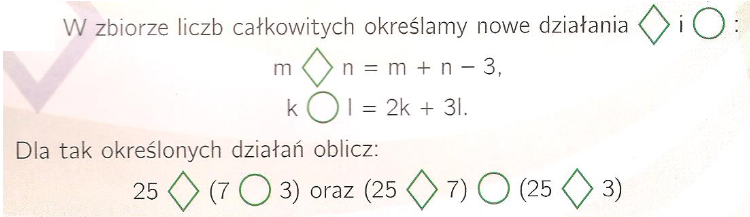 W zbiorze liczb całkowitych określamy nowe działania ◇ i ○ :
m ◇ n = m + n − 3,
k ○ l = 2k + 3l.
Dla tak określonych działań oblicz:
25 ◇ (7 ○ 3) oraz (25 ◇ 7) ○ (25 ◇ 3)